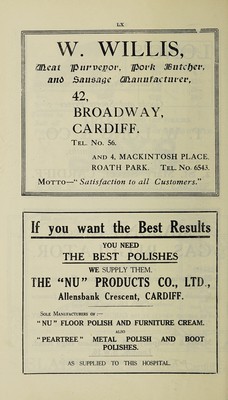 LX
W. WILLIS,
Meat Purveyor, Pork Butcher,
and Sausage Manufacturer,
42,
BROADWAY,
CARDIFF.
TEL. NO. 56.
AND 4, MACKINTOSH PLACE,
ROATH PARK. TEL. NO. 6543.
MOTTO—"Satisfaction to all Customers."
If you want the Best Results
YOU NEED
THE BEST POLISHES
WE SUPPLY THEM.
THE "NU" PRODUCTS CO., LTD.,
Allensbank Crescent, CARDIFF.
SOLE MANUFACTURERS OF :—
"NU" FLOOR POLISH AND FURNITURE CREAM.
ALSO
"PEARTREE" METAL POLISH AND BOOT
POLISHES.
AS SUPPLIED TO THIS HOSPITAL.